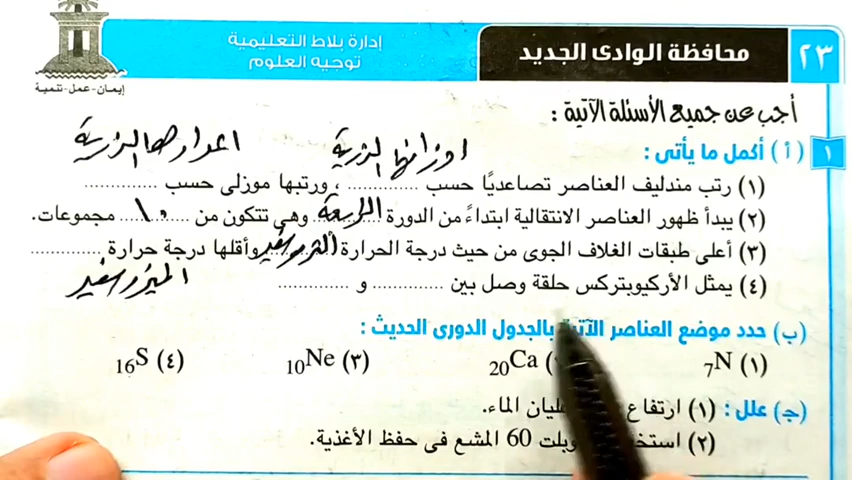 ٢٣ محافظة الوادى الجديد
إدارة بلاط التعليمية
توجيه العلوم
إيمان-عمل-تنمية
أجب عن جميع الأسئلة الآتية :
اوزانها الذرية اعدادها الذرية
١ (أ) أكمل ما يأتى :
(١) رتب مندليف العناصر تصاعديًا حسب .............. ، ورتبها موزلى حسب ..............
(٢) يبدأ ظهور العناصر الانتقالية ابتداءً من الدورة الرابعة وهى تتكون من ١٠ مجموعات.
(٣) أعلى طبقات الغلاف الجوى من حيث درجة الحرارة الثرموسفير وأقلها درجة حرارة ..............
الميزوسفير
(٤) يمثل الأركيوبتركس حلقة وصل بين .............. و ..............
(ب) حدد موضع العناصر الآتية بالجدول الدورى الحديث :
(١) ₇N ₂₀Ca (٣) ₁₀Ne (٤) ₁₆S
(جـ) علل : (١) ارتفاع الماء.
(٢) 60 المشع فى حفظ الأغذية.